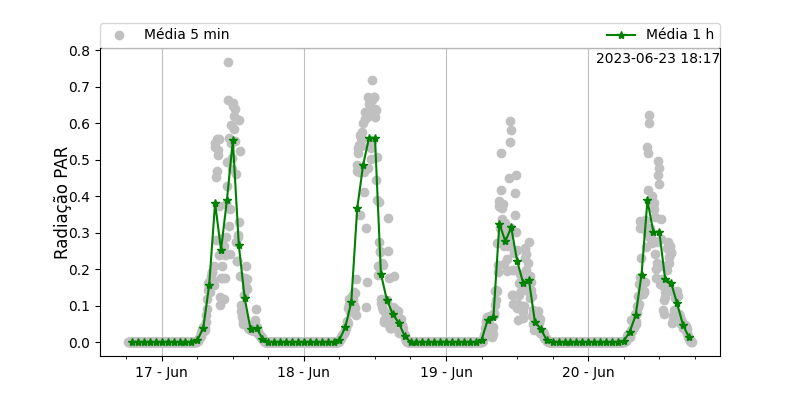 Média 5 min
Média 1 h
2023-06-23 18:17
Radiação PAR
0.8
0.7
0.6
0.5
0.4
0.3
0.2
0.1
0.0
17 - Jun
18 - Jun
19 - Jun
20 - Jun